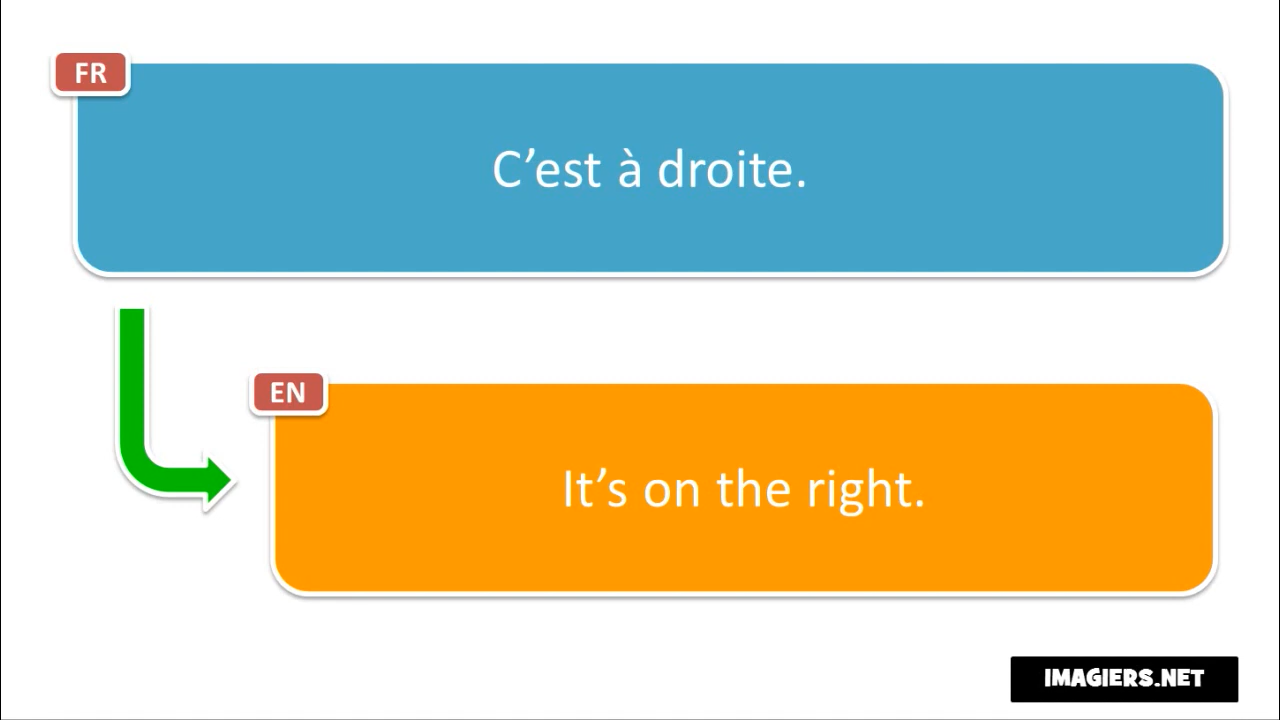 FR
C’est à droite.
EN
It’s on the right.
IMAGIERS.NET